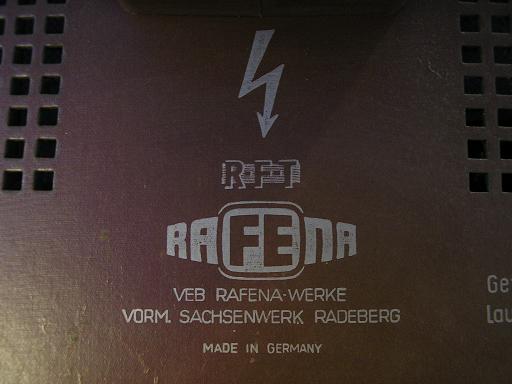 RFT
RAFENA
VEB RAFENA-WERKE
VORM. SACHSENWERK RADEBERG
MADE IN GERMANY